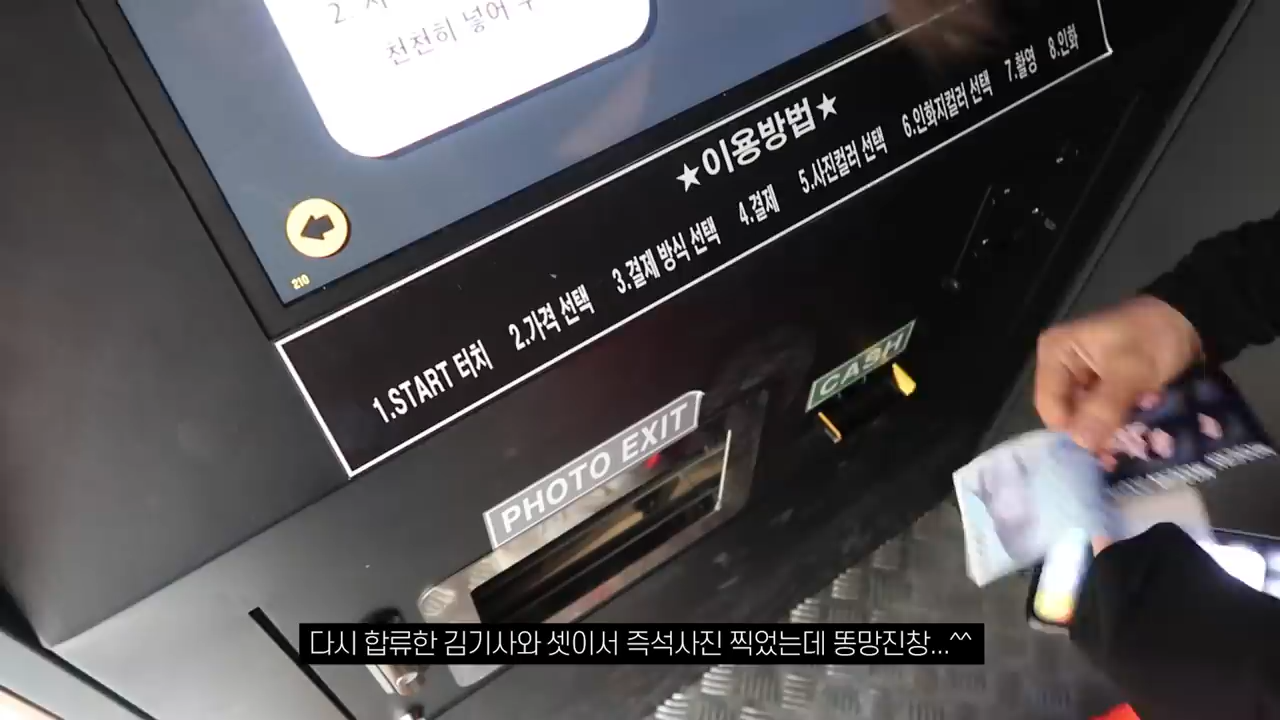 천천히 넣어
210
★이용방법★
1.START 터치 2.가격 선택 3.결제 방식 선택 4.결제 5.사진컬러 선택 6.인화지컬러 선택 7.촬영 8.인화
CASH
PHOTO EXIT
다시 합류한 김기사와 셋이서 즉석사진 찍었는데 똥망진창...^^